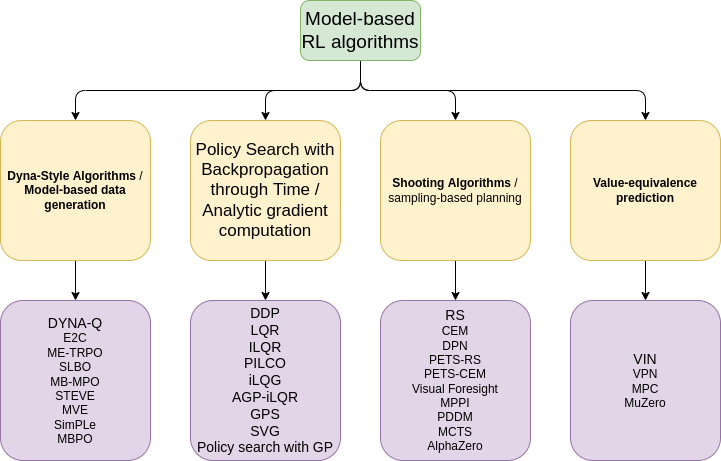 Model-based
RL algorithms
Dyna-Style Algorithms /
Model-based data
generation
Policy Search with
Backpropagation
through Time /
Analytic gradient
computation
Shooting Algorithms /
sampling-based planning
Value-equivalence
prediction
DYNA-Q
E2C
ME-TRPO
SLBO
MB-MPO
STEVE
MVE
SimPLe
MBPO
DDP
LQR
ILQR
PILCO
iLQG
AGP-iLQR
GPS
SVG
Policy search with GP
RS
CEM
DPN
PETS-RS
PETS-CEM
Visual Foresight
MPPI
PDDM
MCTS
AlphaZero
VIN
VPN
MPC
MuZero